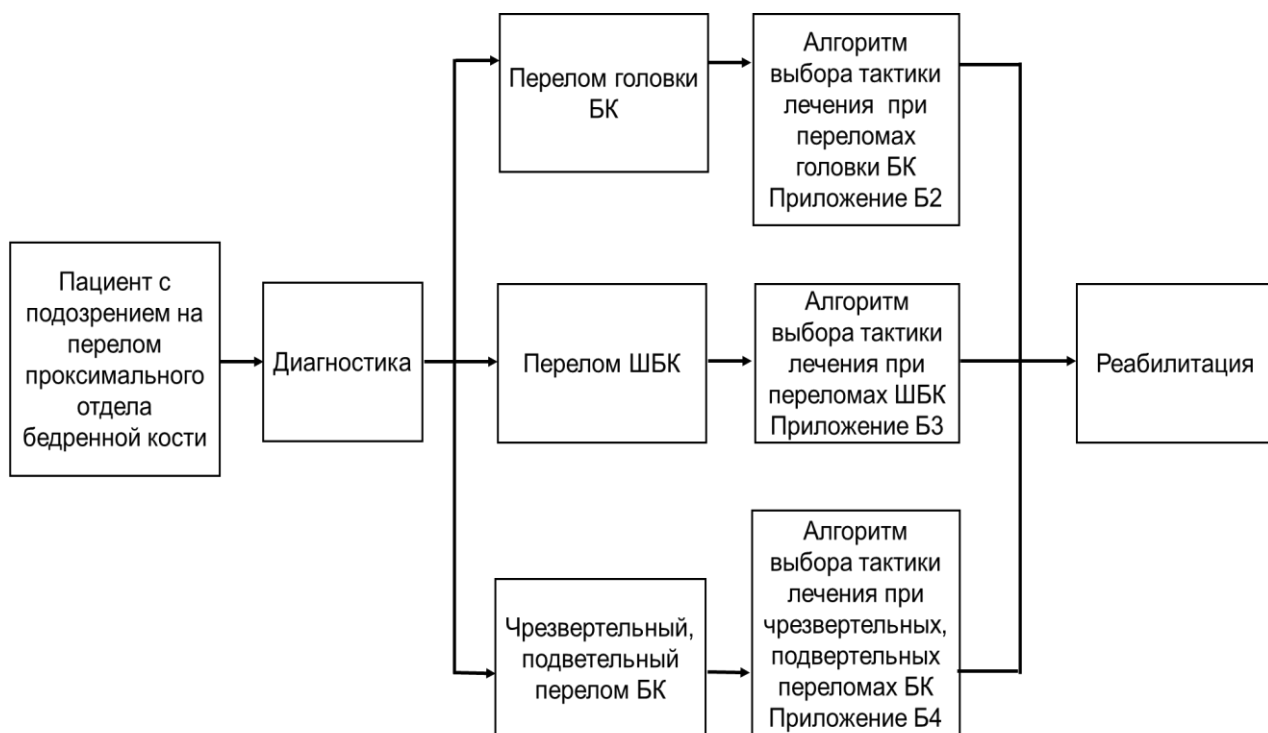 Пациент с
подозрением на
перелом
проксимального
отдела
бедренной кости
Диагностика
Перелом головки
БК
Алгоритм
выбора тактики
лечения при
переломах
головки БК
Приложение Б2
Перелом ШБК
Алгоритм
выбора тактики
лечения при
переломах ШБК
Приложение Б3
Чрезвертельный,
подветельный
перелом БК
Алгоритм
выбора тактики
лечения при
чрезвертельных,
подвертельных
переломах БК
Приложение Б4
Реабилитация